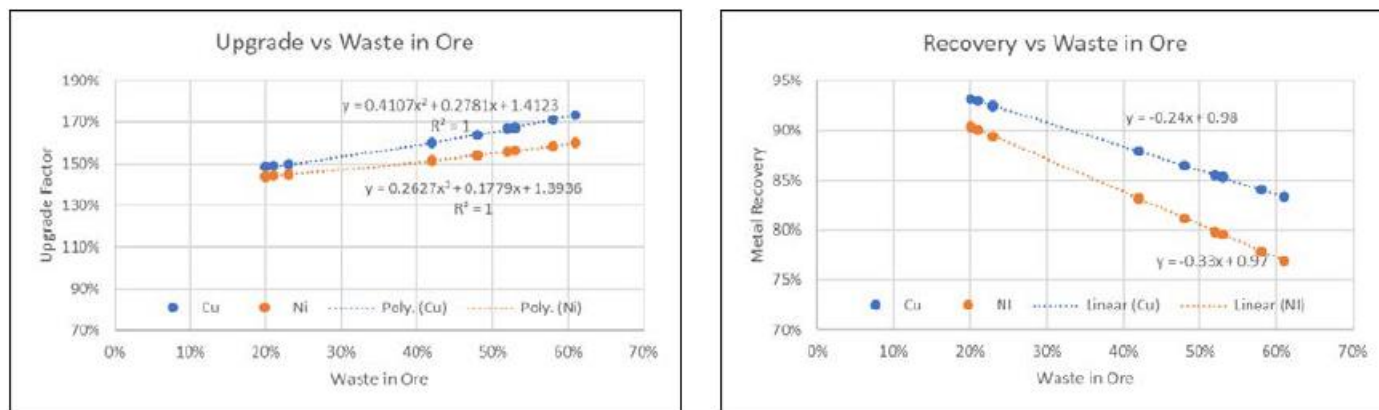 Upgrade vs Waste in Ore
190%
170%
150%
130%
110%
90%
70%
Upgrade Factor
y = 0.4107x² + 0.2781x + 1.4123
R² = 1
y = 0.2627x² + 0.1779x + 1.3936
R² = 1
Cu Ni Poly. (Cu) Poly. (Ni)
0% 10% 20% 30% 40% 50% 60% 70%
Waste in Ore
Recovery vs Waste in Ore
95%
90%
85%
80%
75%
70%
Metal Recovery
y = -0.24x + 0.98
y = -0.33x + 0.97
Cu NI Linear (Cu) Linear (NI)
0% 10% 20% 30% 40% 50% 60% 70%
Waste in Ore